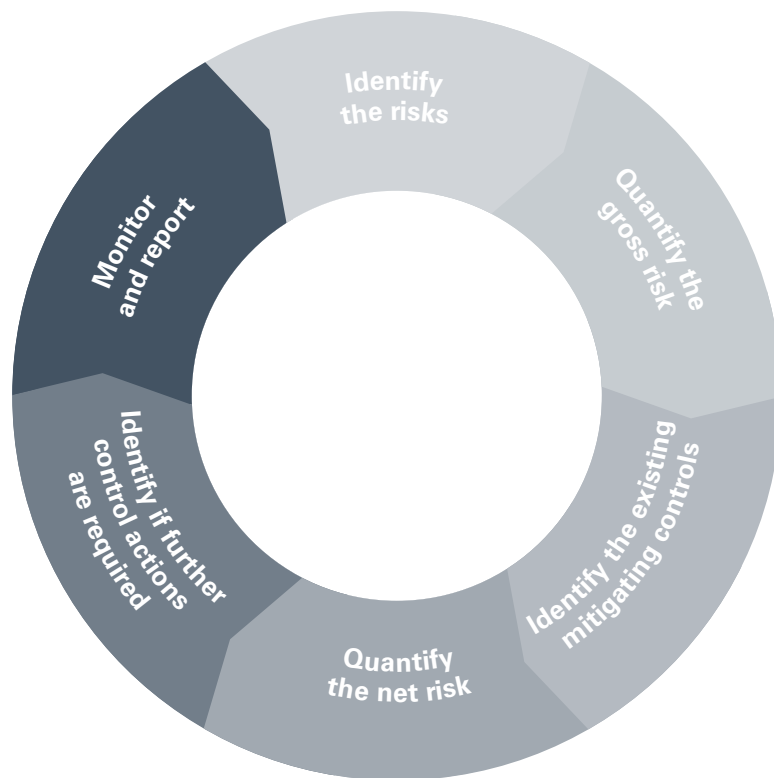 Identify
the risks
Quantify the
gross risk
Identify the existing
mitigating controls
Quantify
the net risk
Identify if further
control actions
are required
Monitor
and report